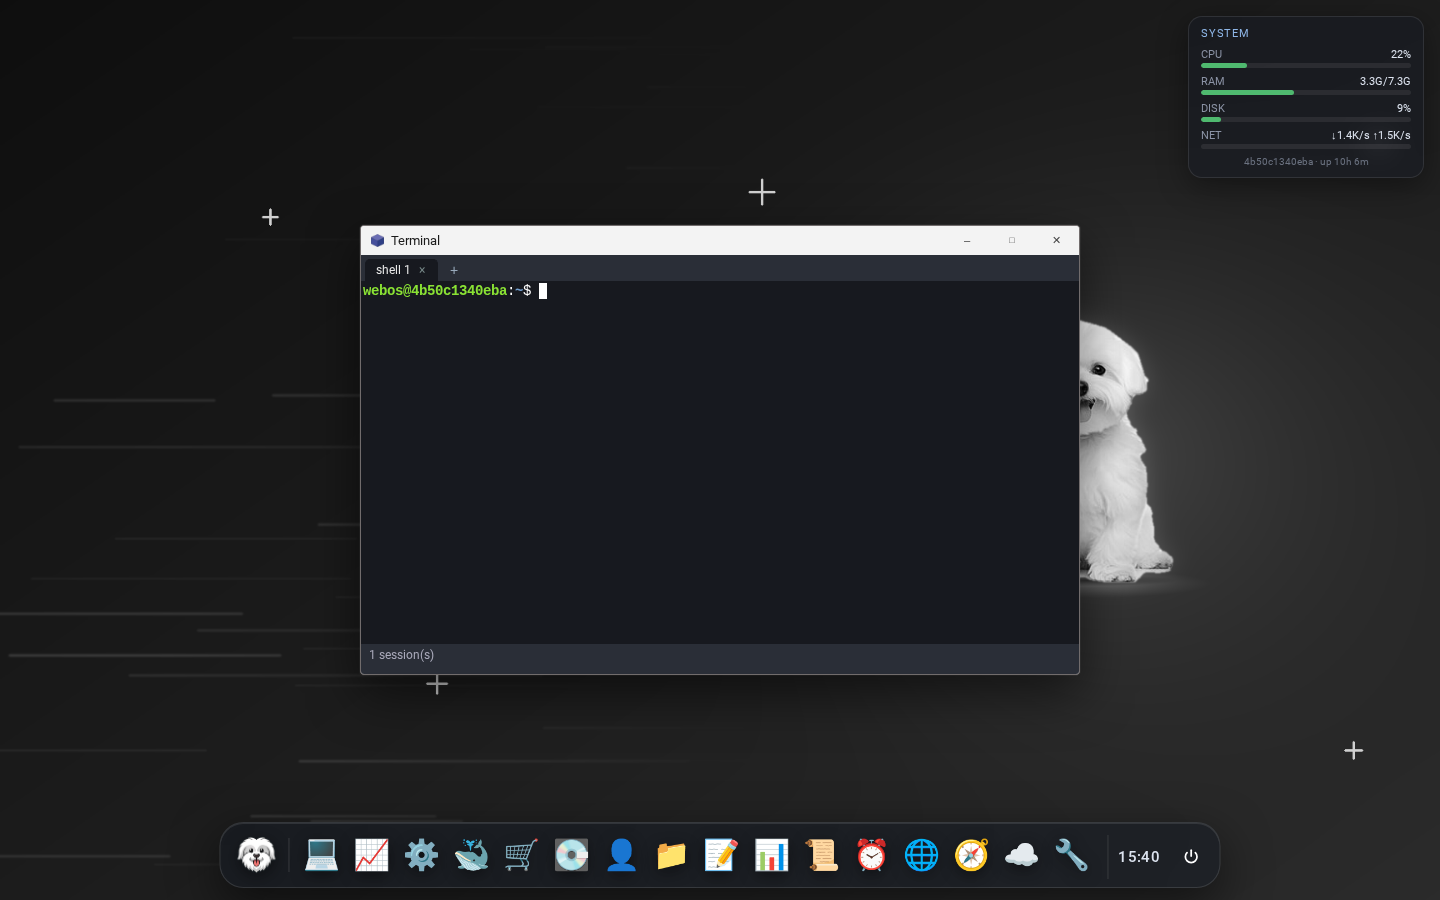 SYSTEM
CPU 22%
RAM 3.3G/7.3G
DISK 9%
NET ↓1.4K/s ↑1.5K/s
4b50c1340eba · up 10h 6m
Terminal
shell 1 × +
webos@4b50c1340eba:~$
1 session(s)
15:40